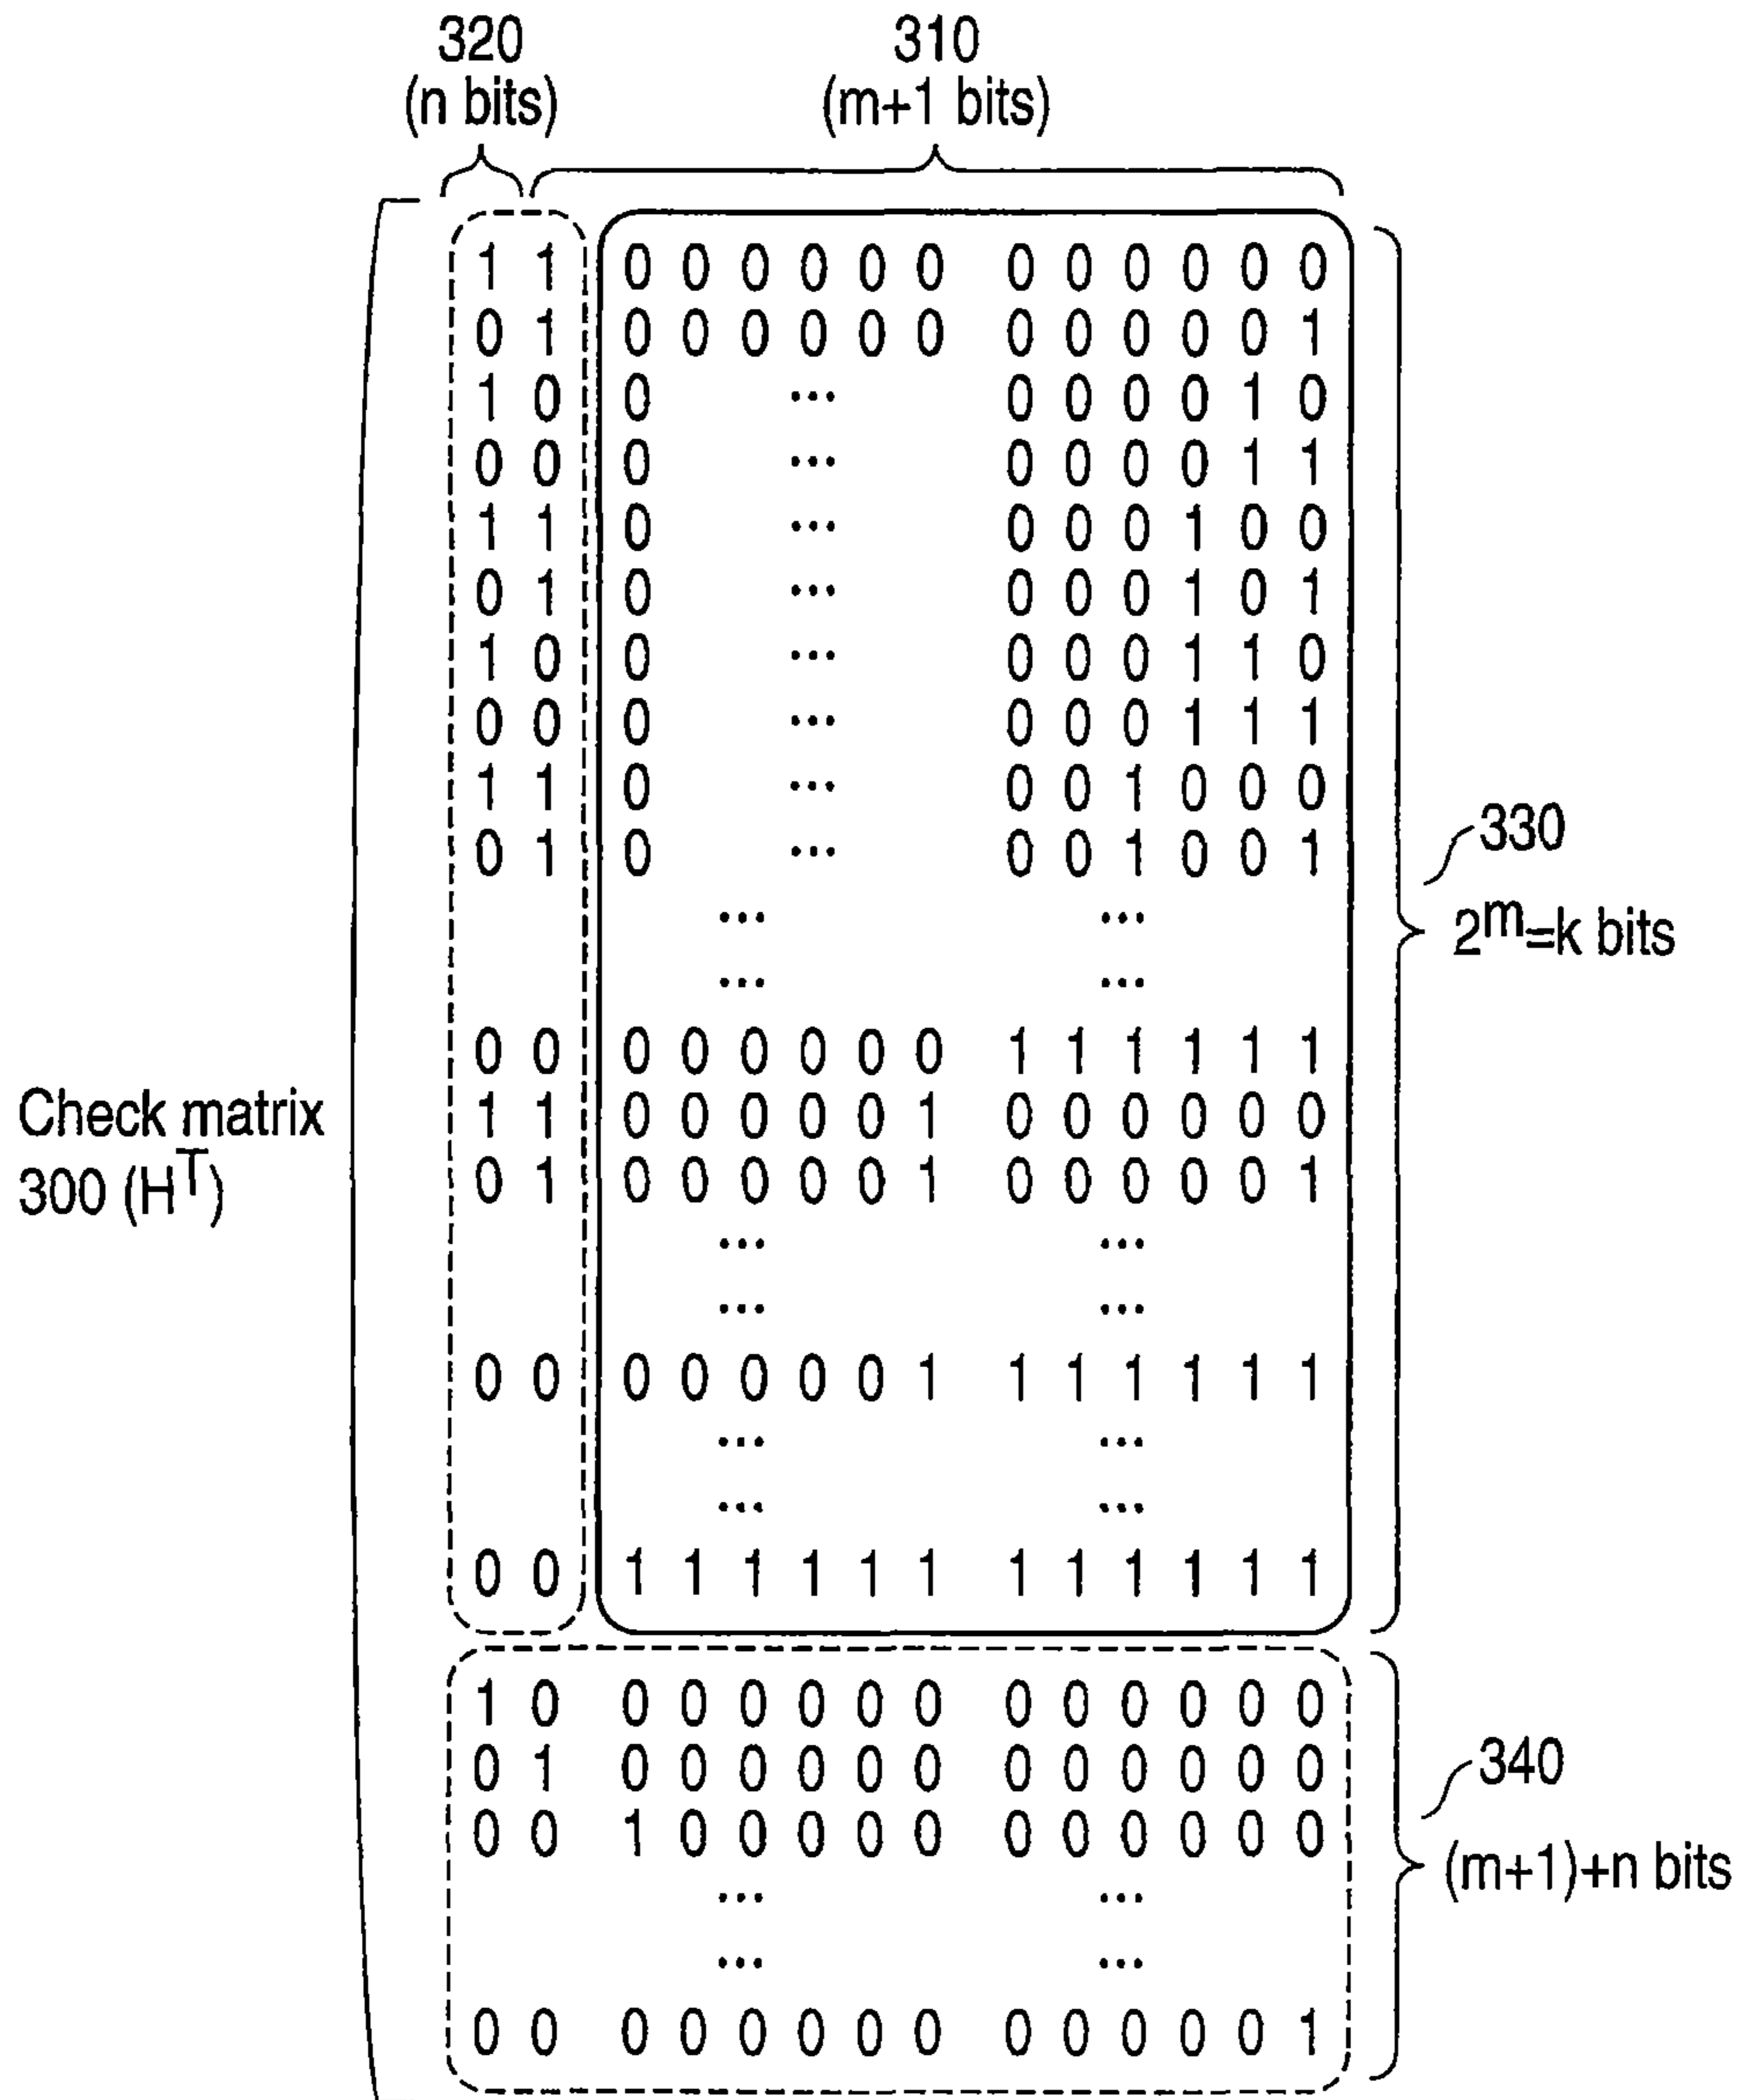 320
(n bits)
310
(m+1 bits)
1 1 0 0 0 0 0 0 0 0 0 0 0 0
0 1 0 0 0 0 0 0 0 0 0 0 0 1
1 0 0 ... 0 0 0 0 1 0
0 0 0 ... 0 0 0 0 1 1
1 1 0 ... 0 0 0 1 0 0
0 1 0 ... 0 0 0 1 0 1
1 0 0 ... 0 0 0 1 1 0
0 0 0 ... 0 0 0 1 1 1
1 1 0 ... 0 0 1 0 0 0
0 1 0 ... 0 0 1 0 0 1
... ...
... ...
0 0 0 0 0 0 0 0 1 1 1 1 1 1
1 1 0 0 0 0 0 1 0 0 0 0 0 0
0 1 0 0 0 0 0 1 0 0 0 0 0 1
... ...
... ...
0 0 0 0 0 0 0 1 1 1 1 1 1 1
... ...
... ...
0 0 1 1 1 1 1 1 1 1 1 1 1 1
330
2^m=k bits
Check matrix
300 (H^T)
1 0 0 0 0 0 0 0 0 0 0 0 0 0
0 1 0 0 0 0 0 0 0 0 0 0 0 0
0 0 1 0 0 0 0 0 0 0 0 0 0 0
... ...
... ...
0 0 0 0 0 0 0 0 0 0 0 0 0 1
340
(m+1)+n bits